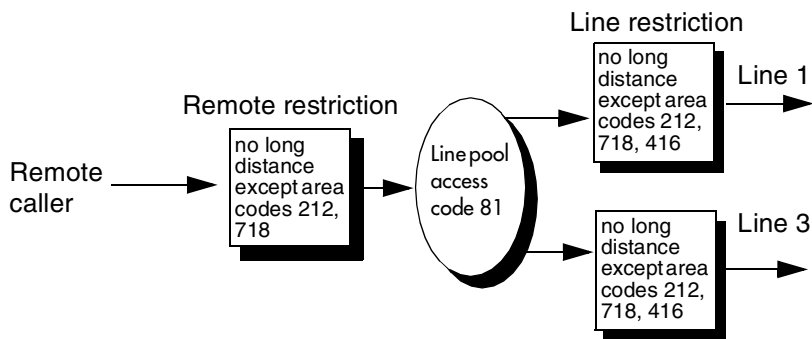 Remote
caller
Remote restriction
no long
distance
except area
codes 212,
718
Line pool
access
code 81
Line restriction
no long
distance
except area
codes 212,
718, 416
Line 1
no long
distance
except area
codes 212,
718, 416
Line 3